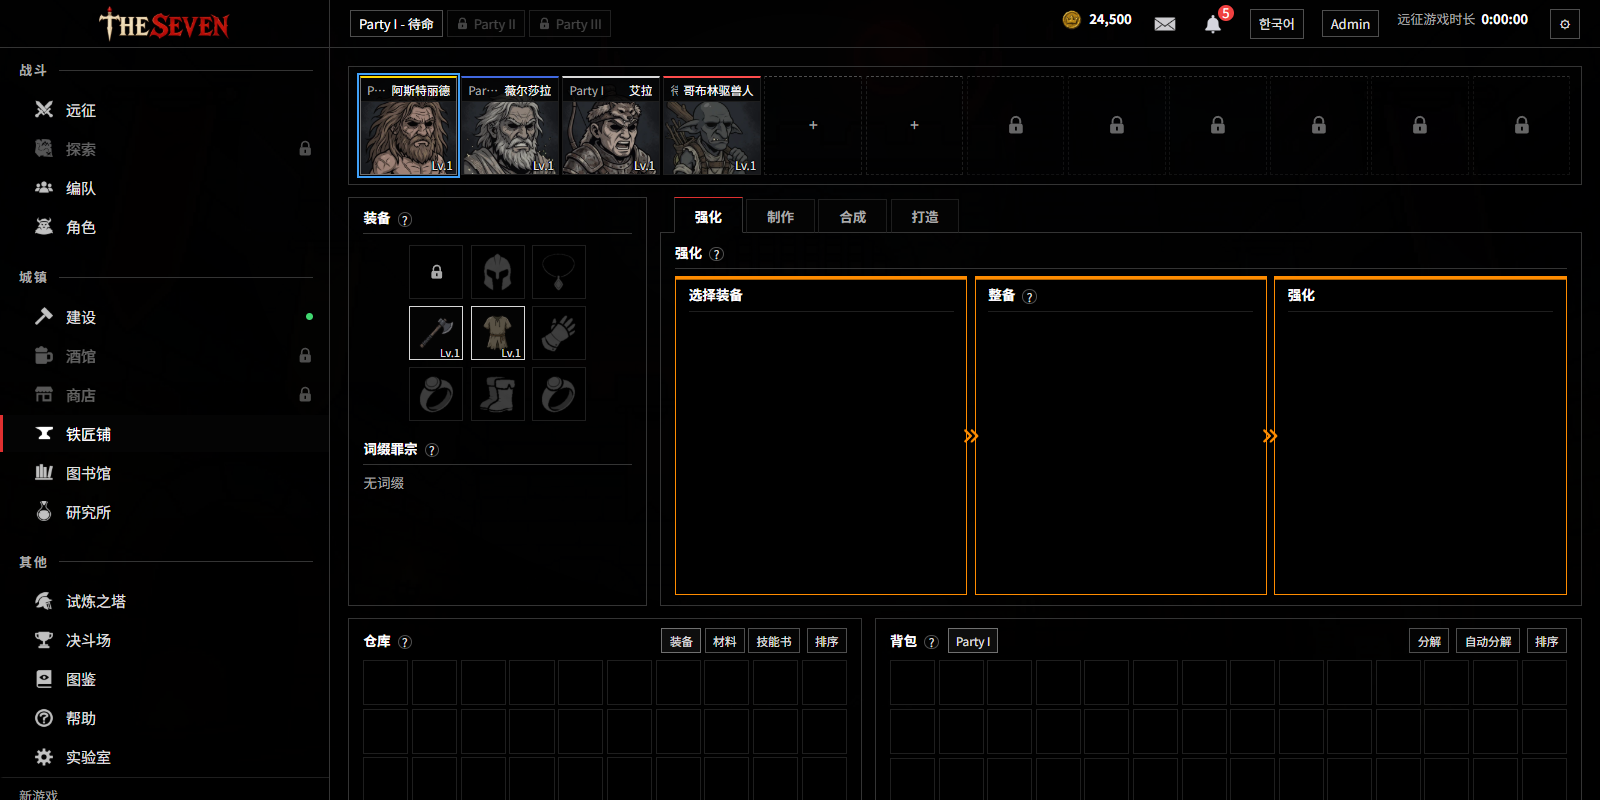 THE SEVEN
Party I - 待命
Party II
Party III
24,500
5
한국어
Admin
远征游戏时长 0:00:00
战斗
远征
探索
编队
角色
城镇
建设
酒馆
商店
铁匠铺
图书馆
研究所
其他
试炼之塔
决斗场
图鉴
帮助
实验室
新游戏
P··· 阿斯特丽德
Lv.1
Par··· 薇尔莎拉
Lv.1
Party I 艾拉
Lv.1
哥布林驱兽人
Lv.1
+
+
装备 ?
Lv.1
Lv.1
词缀罪宗 ?
无词缀
强化
制作
合成
打造
强化 ?
选择装备
整备 ?
强化
仓库 ?
装备
材料
技能书
排序
背包 ?
Party I
分解
自动分解
排序